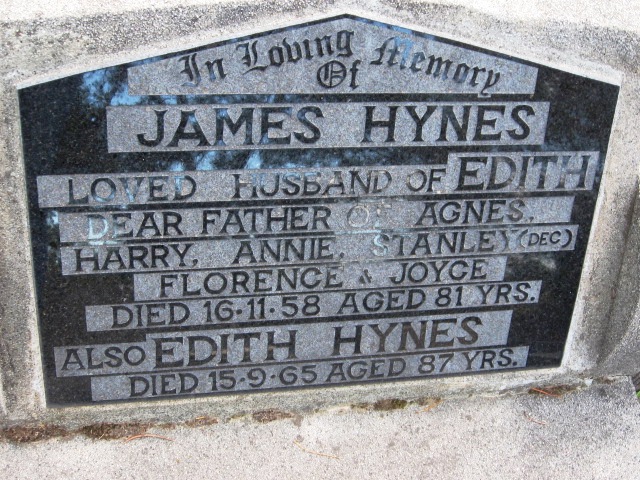 In Loving Memory
Of
JAMES HYNES
LOVED HUSBAND OF EDITH
DEAR FATHER OF AGNES,
HARRY, ANNIE, STANLEY (DEC)
FLORENCE & JOYCE
DIED 16·11·58 AGED 81 YRS.
ALSO EDITH HYNES
DIED 15·9·65 AGED 87 YRS.